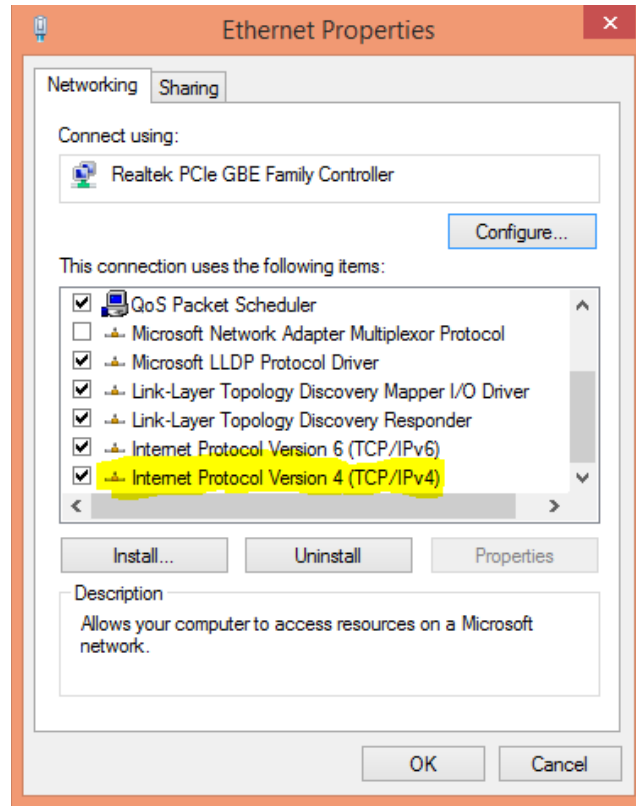 Ethernet Properties
Networking
Sharing
Connect using:
Realtek PCIe GBE Family Controller
Configure...
This connection uses the following items:
QoS Packet Scheduler
Microsoft Network Adapter Multiplexor Protocol
Microsoft LLDP Protocol Driver
Link-Layer Topology Discovery Mapper I/O Driver
Link-Layer Topology Discovery Responder
Internet Protocol Version 6 (TCP/IPv6)
Internet Protocol Version 4 (TCP/IPv4)
Install...
Uninstall
Properties
Description
Allows your computer to access resources on a Microsoft
network.
OK
Cancel